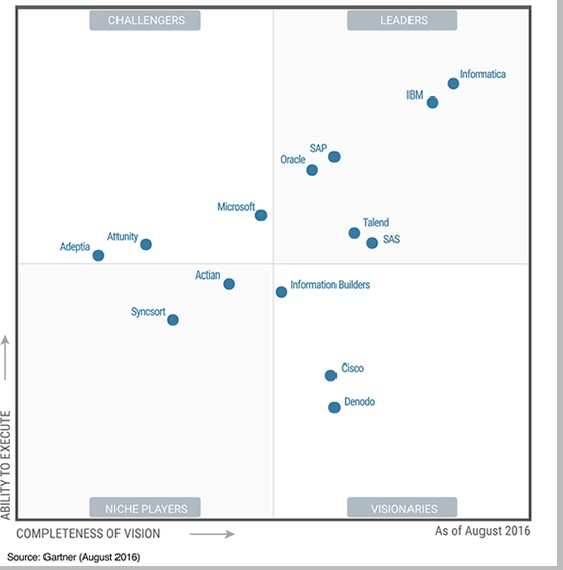 CHALLENGERS
LEADERS
Informatica
IBM
SAP
Oracle
Microsoft
Talend
SAS
Attunity
Adeptia
Actian
Information Builders
Syncsort
Cisco
Denodo
ABILITY TO EXECUTE
NICHE PLAYERS
VISIONARIES
COMPLETENESS OF VISION
As of August 2016
Source: Gartner (August 2016)